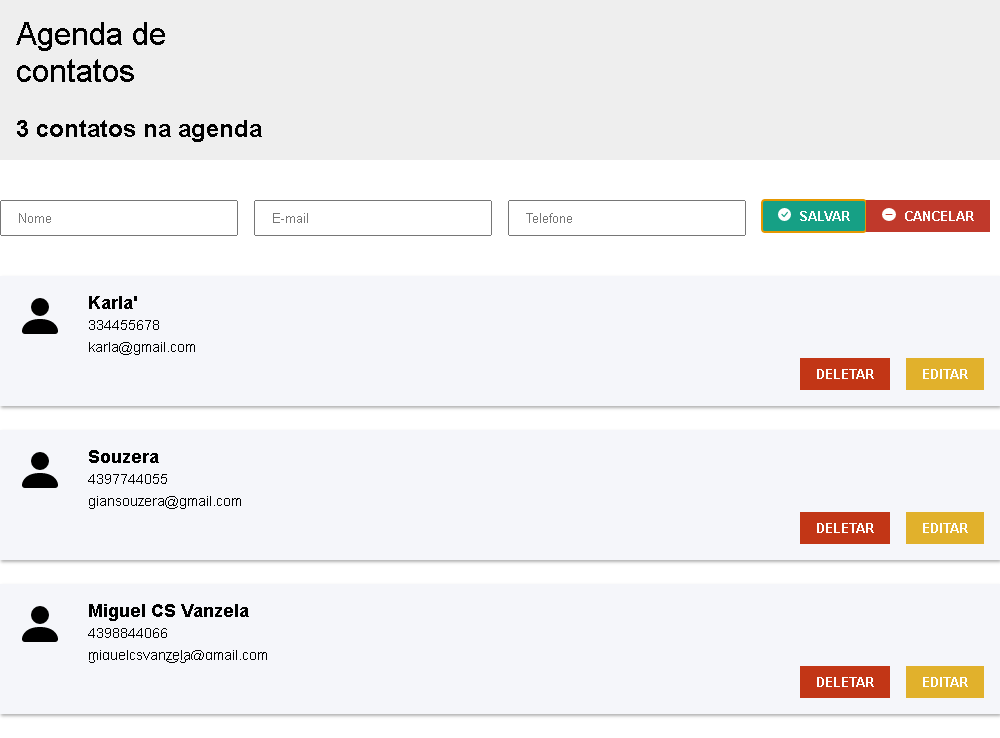 Agenda de
contatos
3 contatos na agenda
Nome E-mail Telefone SALVAR CANCELAR
Karla'
334455678
karla@gmail.com
DELETAR EDITAR
Souzera
4397744055
giansouzera@gmail.com
DELETAR EDITAR
Miguel CS Vanzela
4398844066
miguelcsvanzela@gmail.com
DELETAR EDITAR